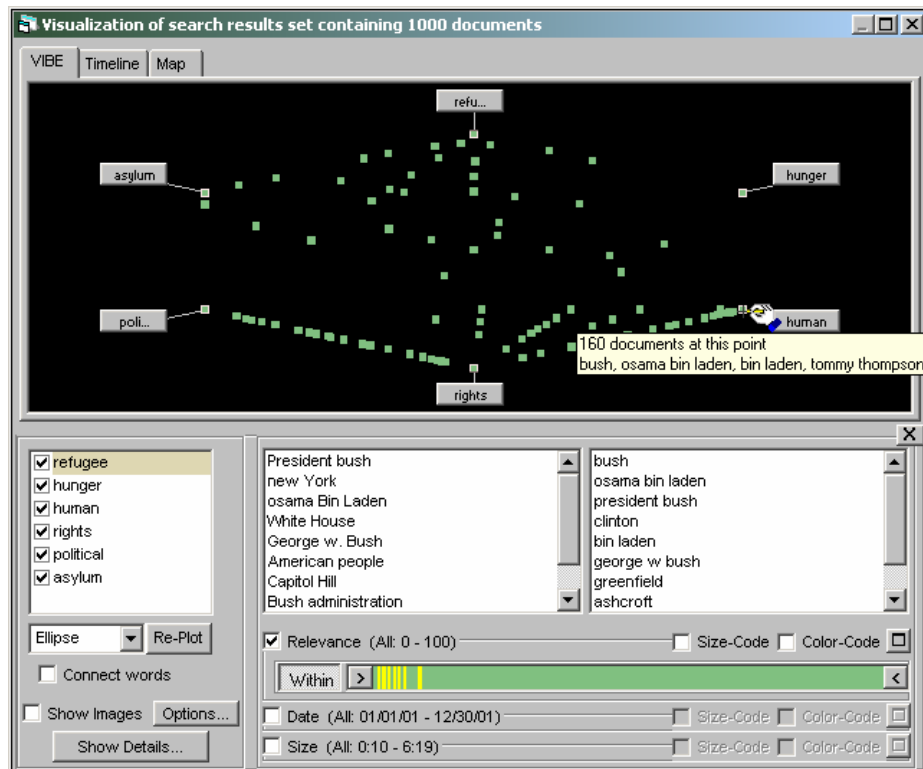 Visualization of search results set containing 1000 documents
VIBE Timeline Map
refu...
asylum
hunger
poli...
human
160 documents at this point
bush, osama bin laden, bin laden, tommy thompson
rights
refugee
hunger
human
rights
political
asylum
Ellipse Re-Plot
Connect words
Show Images Options...
Show Details...
President bush
new York
osama Bin Laden
White House
George w. Bush
American people
Capitol Hill
Bush administration
bush
osama bin laden
president bush
clinton
bin laden
george w bush
greenfield
ashcroft
Relevance (All: 0 - 100) Size-Code Color-Code
Within > <
Date (All: 01/01/01 - 12/30/01) Size-Code Color-Code
Size (All: 0:10 - 6:19) Size-Code Color-Code